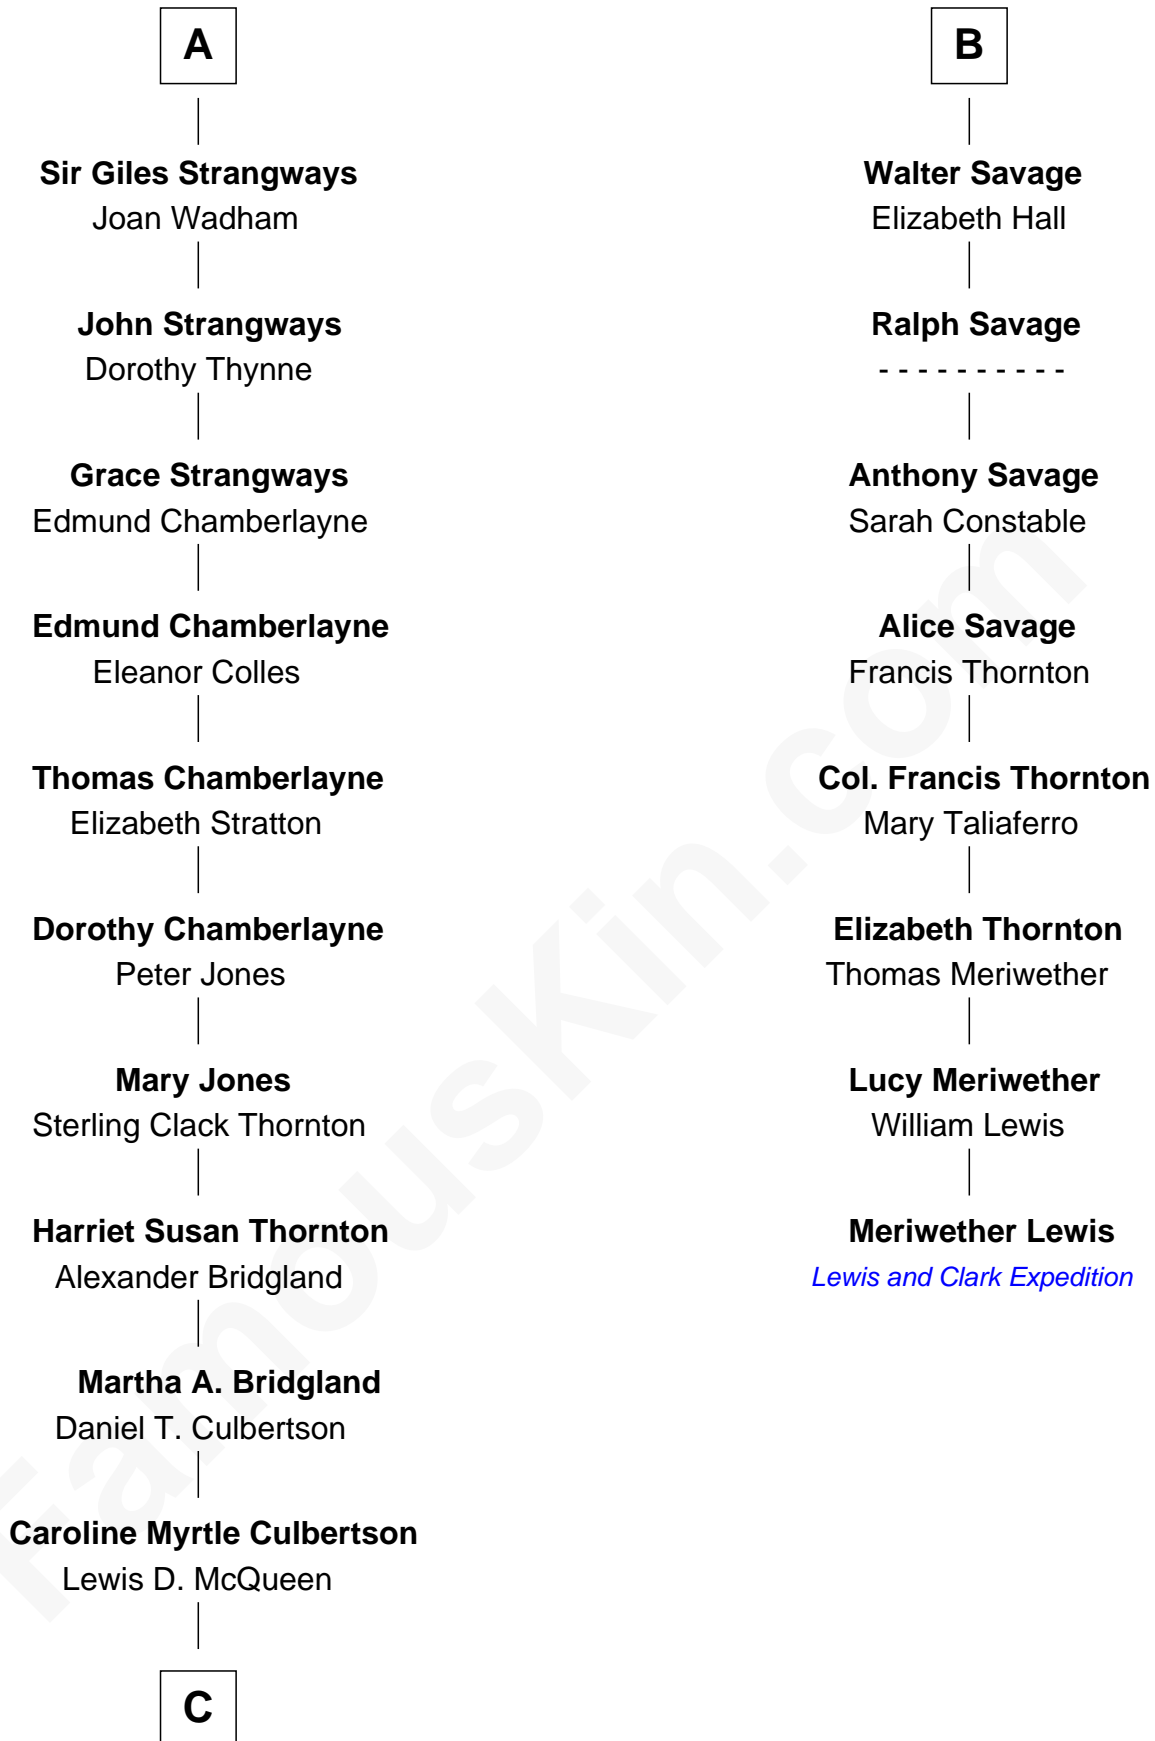 A
Sir Giles Strangways
Joan Wadham
John Strangways
Dorothy Thynne
Grace Strangways
Edmund Chamberlayne
Edmund Chamberlayne
Eleanor Colles
Thomas Chamberlayne
Elizabeth Stratton
Dorothy Chamberlayne
Peter Jones
Mary Jones
Sterling Clack Thornton
Harriet Susan Thornton
Alexander Bridgland
Martha A. Bridgland
Daniel T. Culbertson
Caroline Myrtle Culbertson
Lewis D. McQueen
C
B
Walter Savage
Elizabeth Hall
Ralph Savage
- - - - - - - - - -
Anthony Savage
Sarah Constable
Alice Savage
Francis Thornton
Col. Francis Thornton
Mary Taliaferro
Elizabeth Thornton
Thomas Meriwether
Lucy Meriwether
William Lewis
Meriwether Lewis
Lewis and Clark Expedition
FamousKin.com